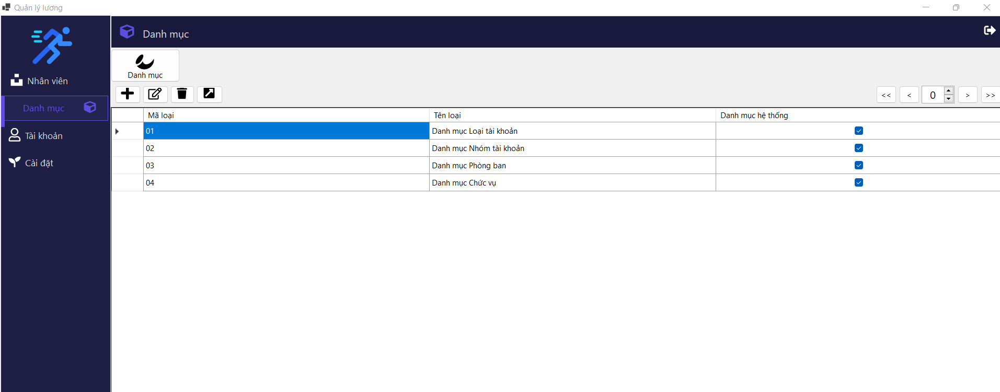 Quản lý lương
Danh mục
Nhân viên
Danh mục
Tài khoản
Cài đặt
Danh mục
<< < 0 > >>
Mã loại Tên loại Danh mục hệ thống
01 Danh mục Loại tài khoản
02 Danh mục Nhóm tài khoản
03 Danh mục Phòng ban
04 Danh mục Chức vụ